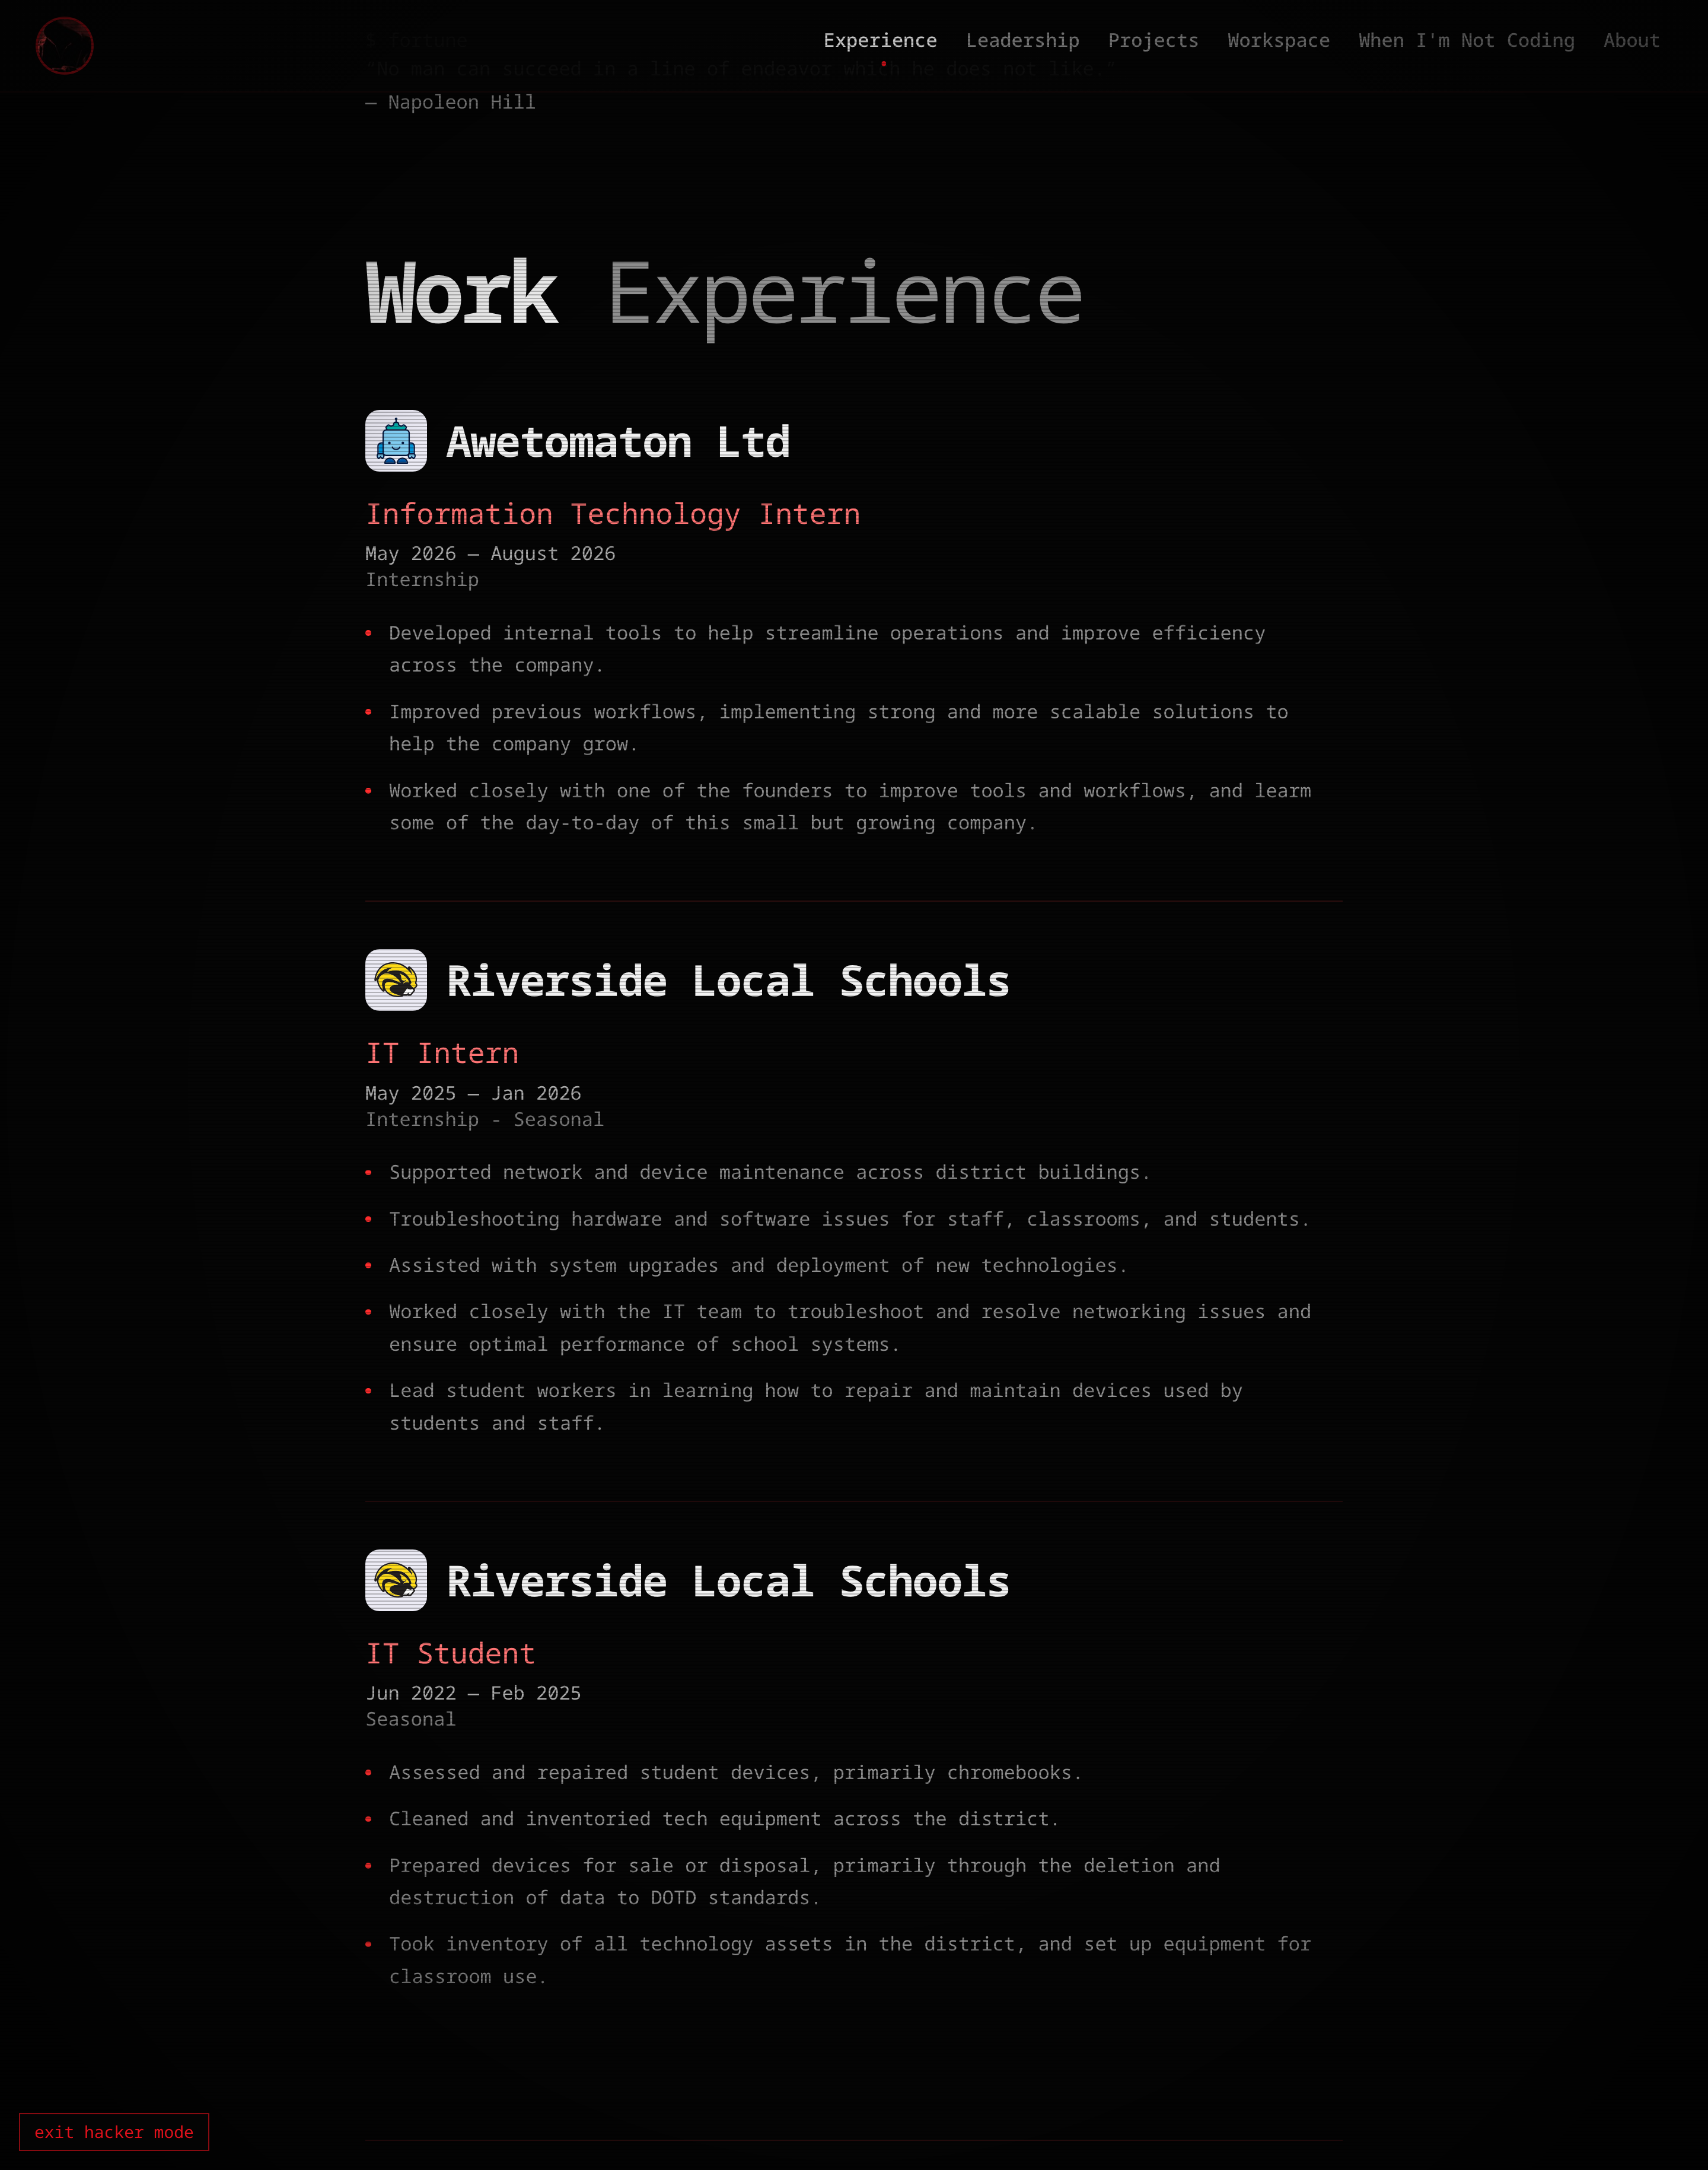 Experience Leadership Projects Workspace When I'm Not Coding About
$ fortune
"No man can succeed in a line of endeavor which he does not like."
— Napoleon Hill
Work Experience
Awetomaton Ltd
Information Technology Intern
May 2026 — August 2026
Internship
• Developed internal tools to help streamline operations and improve efficiency
across the company.
• Improved previous workflows, implementing strong and more scalable solutions to
help the company grow.
• Worked closely with one of the founders to improve tools and workflows, and learm
some of the day-to-day of this small but growing company.
Riverside Local Schools
IT Intern
May 2025 — Jan 2026
Internship - Seasonal
• Supported network and device maintenance across district buildings.
• Troubleshooting hardware and software issues for staff, classrooms, and students.
• Assisted with system upgrades and deployment of new technologies.
• Worked closely with the IT team to troubleshoot and resolve networking issues and
ensure optimal performance of school systems.
• Lead student workers in learning how to repair and maintain devices used by
students and staff.
Riverside Local Schools
IT Student
Jun 2022 — Feb 2025
Seasonal
• Assessed and repaired student devices, primarily chromebooks.
• Cleaned and inventoried tech equipment across the district.
• Prepared devices for sale or disposal, primarily through the deletion and
destruction of data to DOTD standards.
• Took inventory of all technology assets in the district, and set up equipment for
classroom use.
exit hacker mode